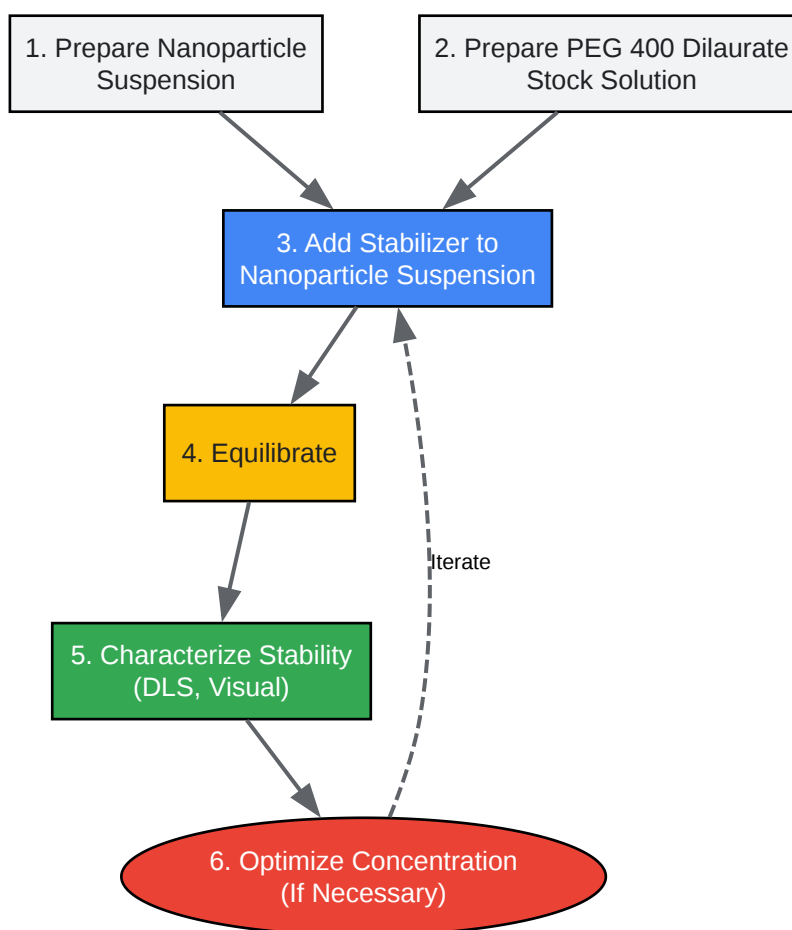 1. Prepare Nanoparticle
Suspension
2. Prepare PEG 400 Dilaurate
Stock Solution
3. Add Stabilizer to
Nanoparticle Suspension
4. Equilibrate
Iterate
5. Characterize Stability
(DLS, Visual)
6. Optimize Concentration
(If Necessary)